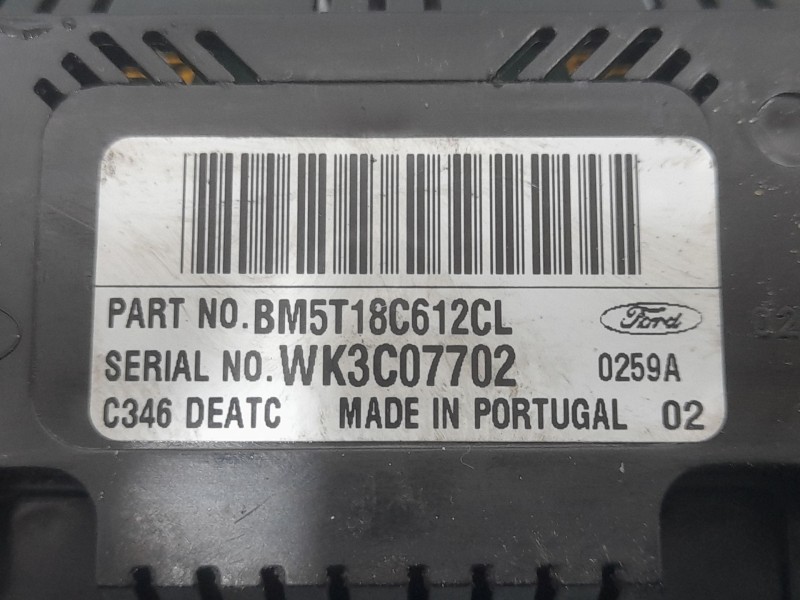 PART NO. BM5T18C612CL
Ford
SERIAL NO. WK3C07702 0259A
C346 DEATC MADE IN PORTUGAL 02